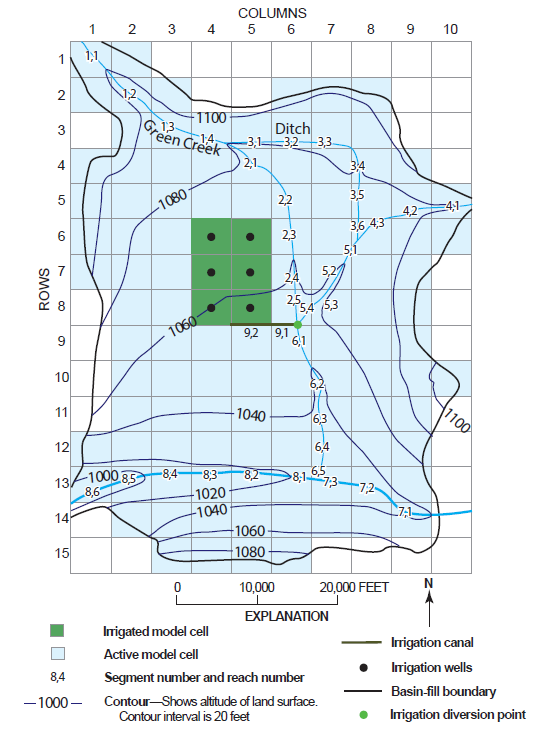 COLUMNS
1 2 3 4 5 6 7 8 9 10
ROWS
1
2
3
4
5
6
7
8
9
10
11
12
13
14
15
1,1
1,2
1100
1,3
Green Creek
1,4
Ditch
3,1 3,2 3,3
2,1
3,4
1080
2,2
3,5
4,1
4,2
2,3
3,6 4,3
5,1
2,4
5,2
2,5 5,4 5,3
1060
9,2 9,1 6,1
6,2
1040
6,3
1100
6,4
1000
8,6
8,5
8,4
8,3
8,2
8,1
6,5
7,3
7,2
7,1
1020
1040
1060
1080
0 10,000 20,000 FEET
N
EXPLANATION
Irrigated model cell
Active model cell
8,4 Segment number and reach number
1000 Contour—Shows altitude of land surface.
Contour interval is 20 feet
Irrigation canal
Irrigation wells
Basin-fill boundary
Irrigation diversion point